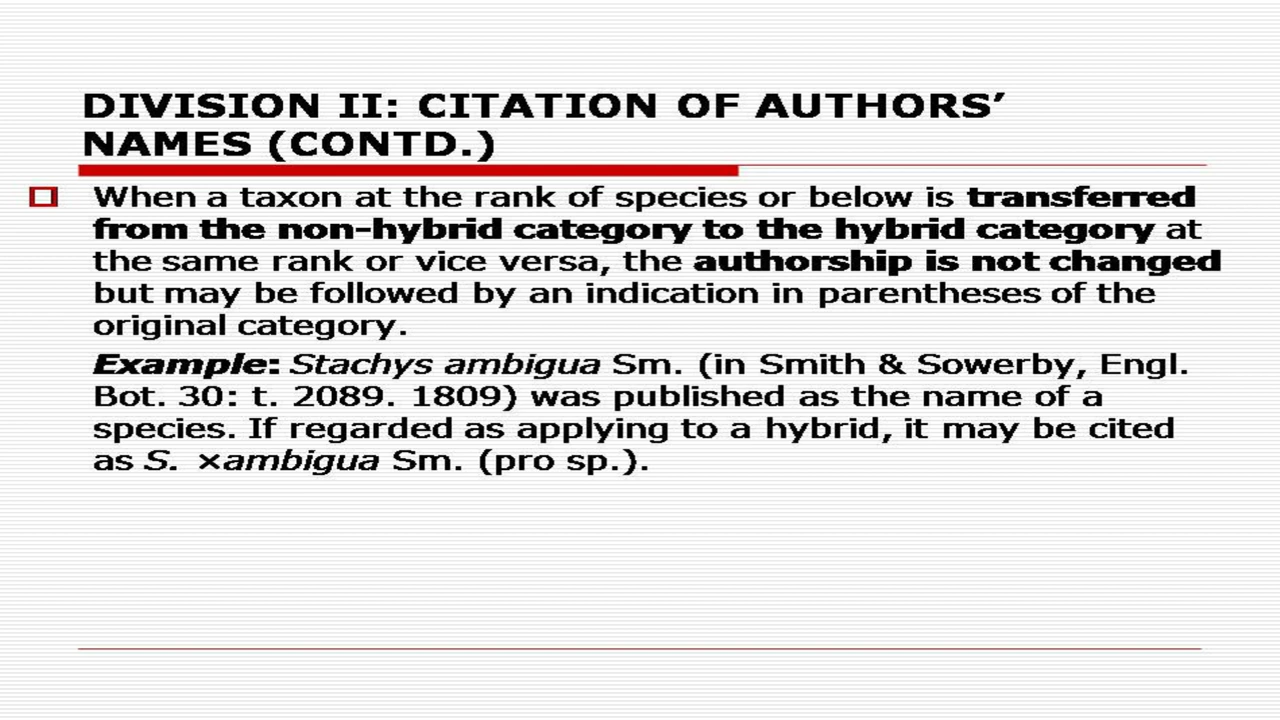 DIVISION II: CITATION OF AUTHORS’
NAMES (CONTD.)
When a taxon at the rank of species or below is transferred
from the non-hybrid category to the hybrid category at
the same rank or vice versa, the authorship is not changed
but may be followed by an indication in parentheses of the
original category.
Example: Stachys ambigua Sm. (in Smith & Sowerby, Engl.
Bot. 30: t. 2089. 1809) was published as the name of a
species. If regarded as applying to a hybrid, it may be cited
as S. ×ambigua Sm. (pro sp.).